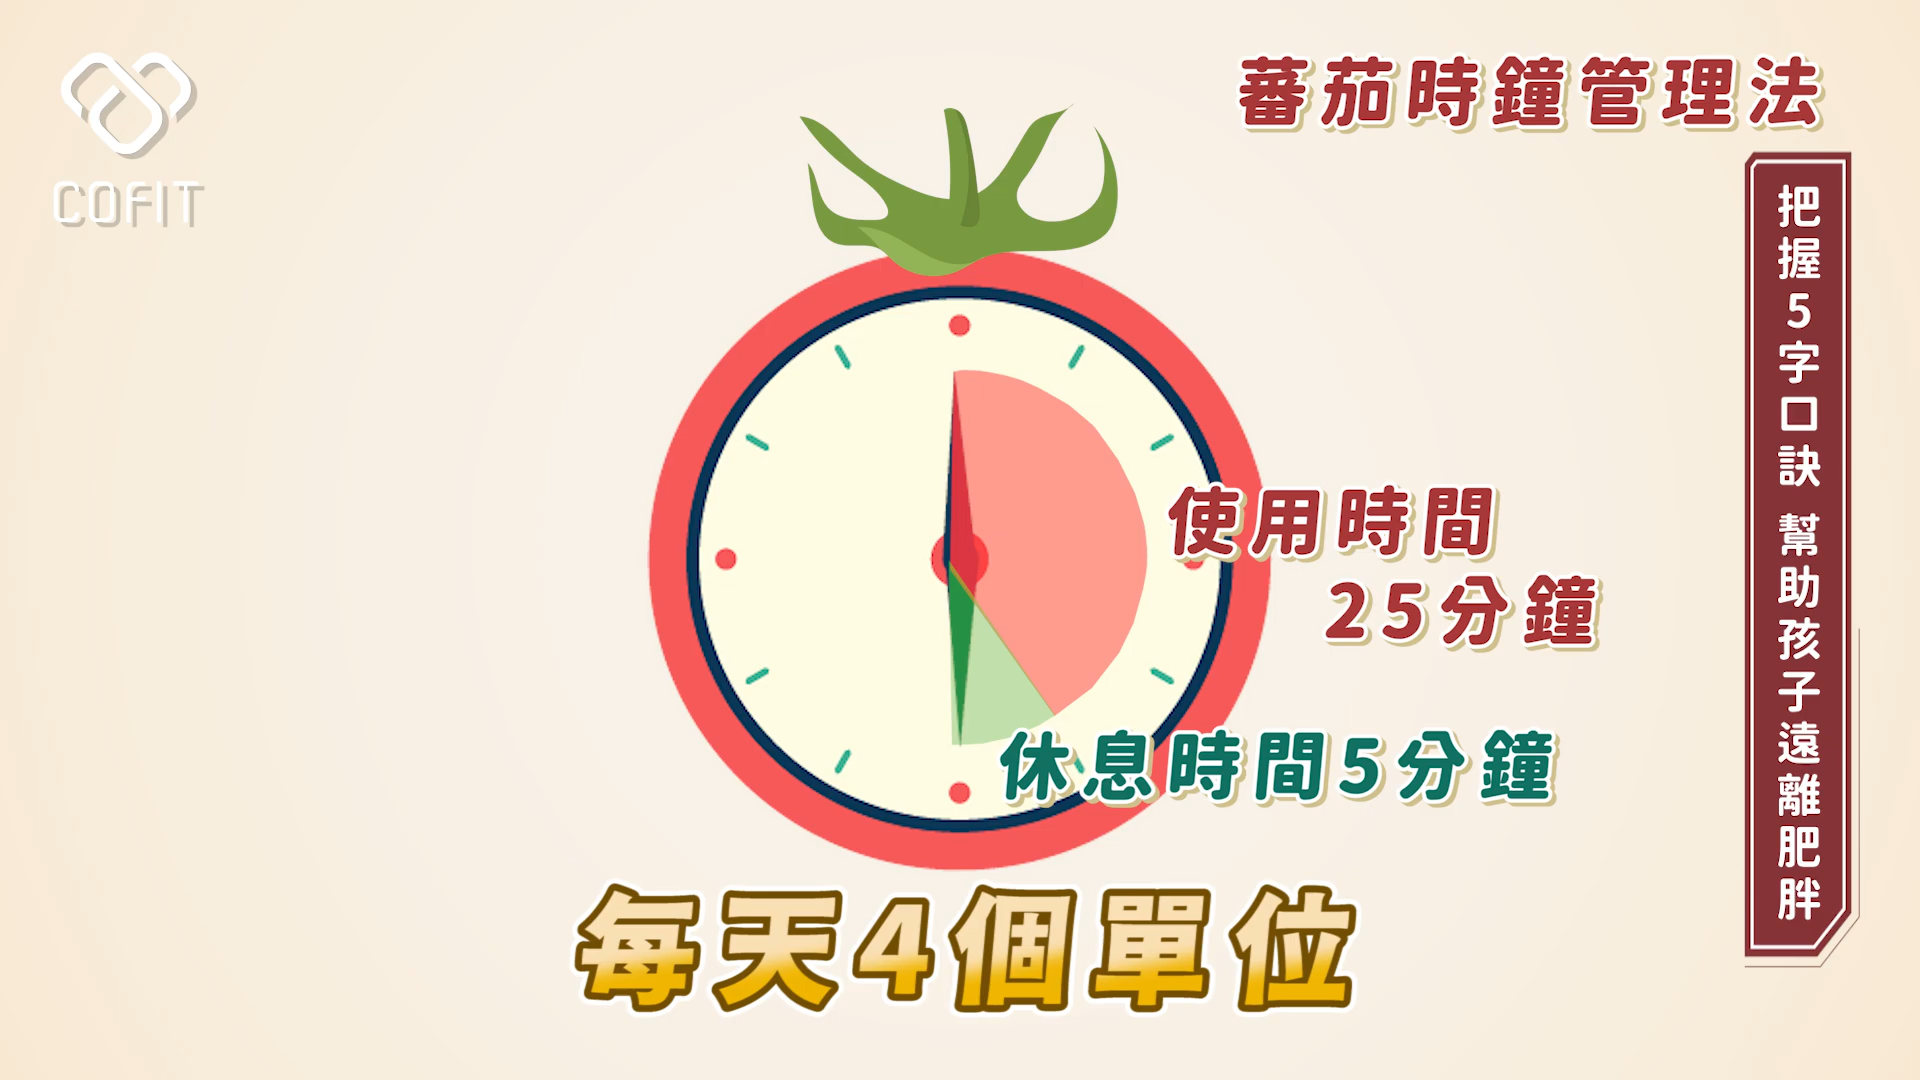 COFIT
蕃茄時鐘管理法
把握5字口訣 幫助孩子遠離肥胖
使用時間
25分鐘
休息時間5分鐘
每天4個單位